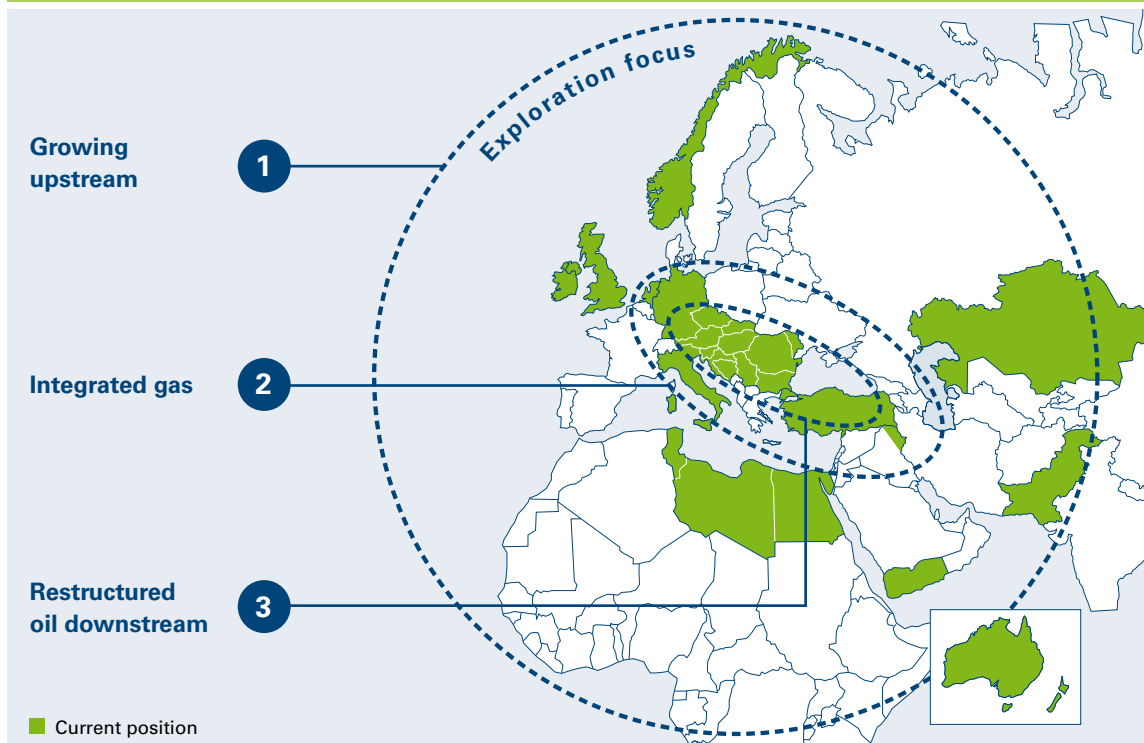 Exploration focus
Growing
upstream
1
Integrated gas
2
Restructured
oil downstream
3
Current position